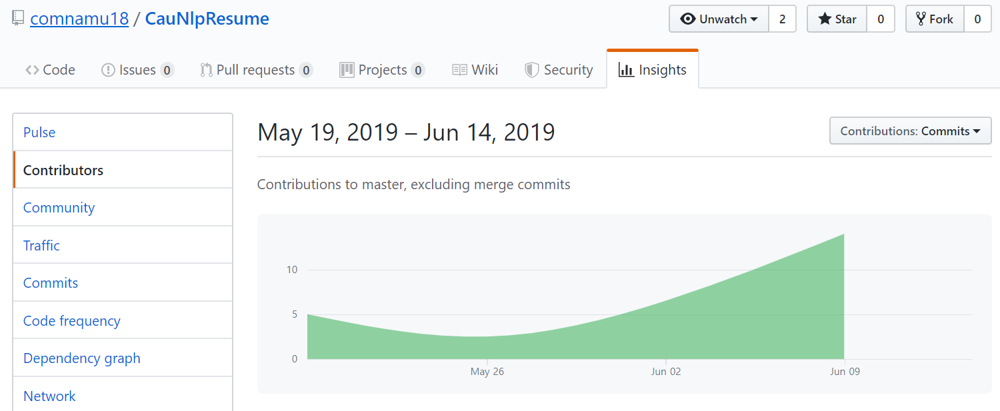 comnamu18 / CauNlpResume
Unwatch 2 Star 0 Fork 0
Code Issues 0 Pull requests 0 Projects 0 Wiki Security Insights
Pulse
Contributors
Community
Traffic
Commits
Code frequency
Dependency graph
Network
May 19, 2019 – Jun 14, 2019
Contributions: Commits
Contributions to master, excluding merge commits
10
5
0
May 26 Jun 02 Jun 09